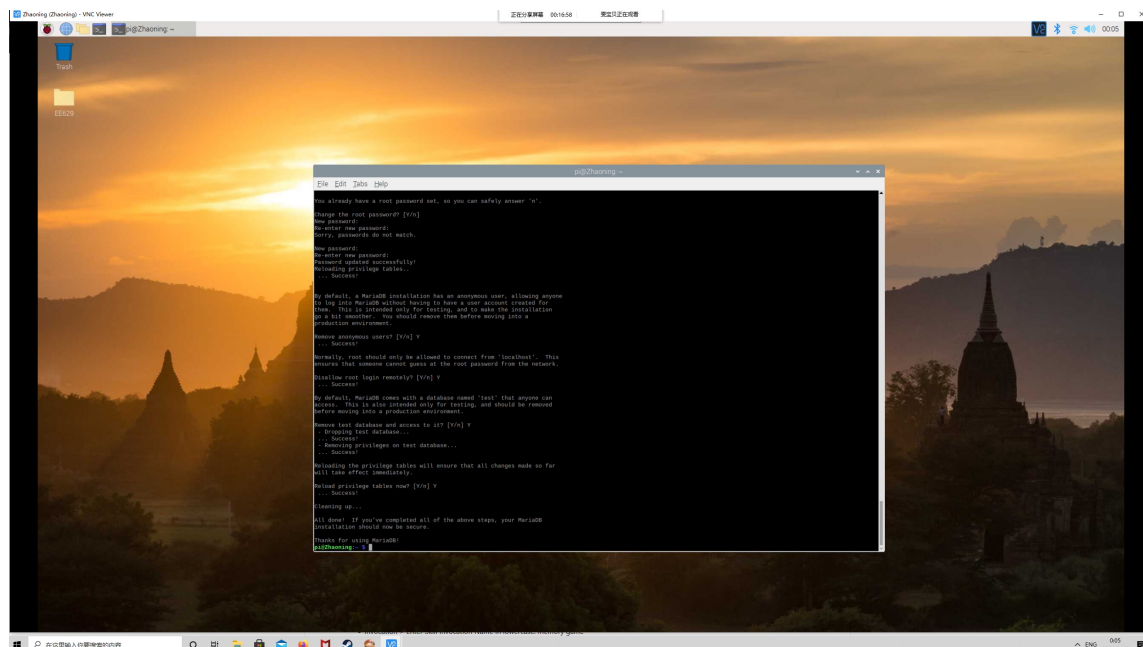 Zhaoning (Zhaoning) - VNC Viewer
正在分享屏幕 00:16:58
pi@Zhaoning: ~
00:05
Trash
EE629
pi@Zhaoning: ~
File Edit Tabs Help
You already have a root password set, so you can safely answer 'n'.
Change the root password? [Y/n]
New password:
Re-enter new password:
Sorry, passwords do not match.
New password:
Re-enter new password:
Password updated successfully!
Reloading privilege tables..
... Success!
By default, a MariaDB installation has an anonymous user, allowing anyone
to log into MariaDB without having to have a user account created for
them. This is intended only for testing, and to make the installation
go a bit smoother. You should remove them before moving into a
production environment.
Remove anonymous users? [Y/n] Y
... Success!
Normally, root should only be allowed to connect from 'localhost'. This
ensures that someone cannot guess at the root password from the network.
Disallow root login remotely? [Y/n] Y
... Success!
By default, MariaDB comes with a database named 'test' that anyone can
access. This is also intended only for testing, and should be removed
before moving into a production environment.
Remove test database and access to it? [Y/n] Y
- Dropping test database...
... Success!
- Removing privileges on test database...
... Success!
Reloading the privilege tables will ensure that all changes made so far
will take effect immediately.
Reload privilege tables now? [Y/n] Y
... Success!
Cleaning up...
All done! If you've completed all of the above steps, your MariaDB
installation should now be secure.
Thanks for using MariaDB!
pi@Zhaoning:~ $
在这里输入你要搜索的内容
ENG
0:05